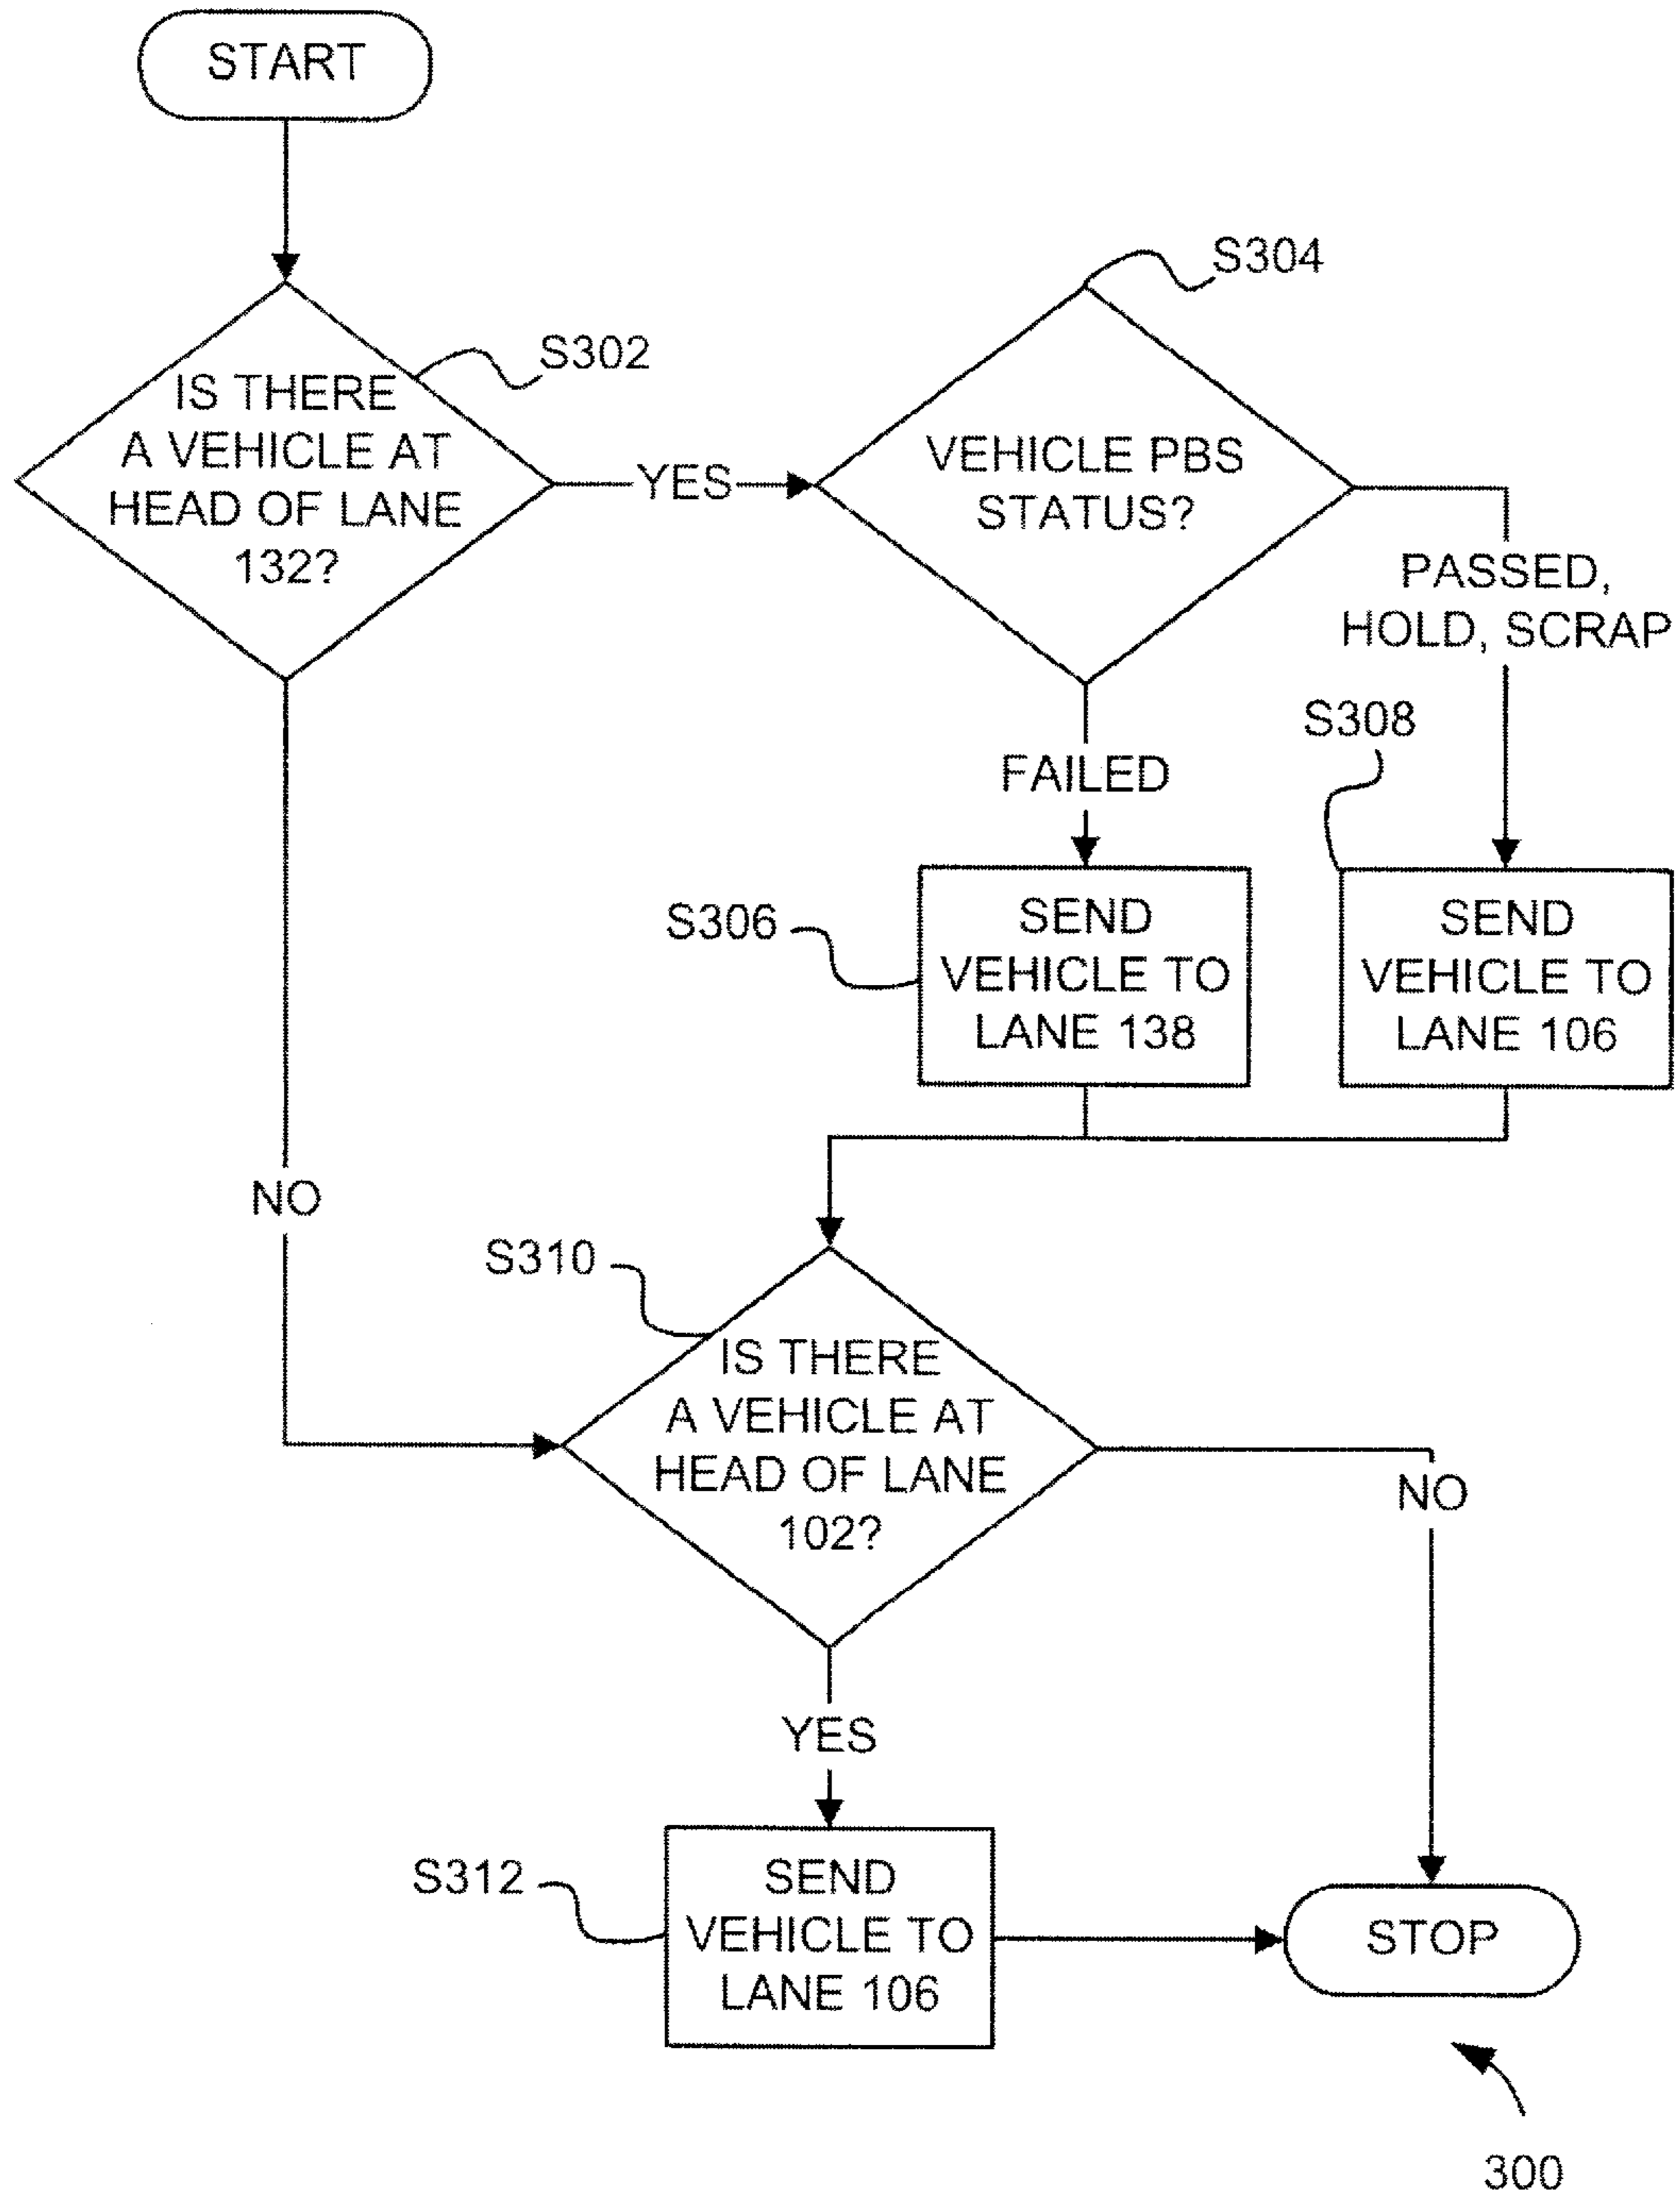 START
S304
S302
IS THERE
A VEHICLE AT
HEAD OF LANE
132?
YES
VEHICLE PBS
STATUS?
PASSED,
HOLD, SCRAP
S308
FAILED
S306
SEND
VEHICLE TO
LANE 138
SEND
VEHICLE TO
LANE 106
NO
S310
IS THERE
A VEHICLE AT
HEAD OF LANE
102?
NO
YES
S312
SEND
VEHICLE TO
LANE 106
STOP
300